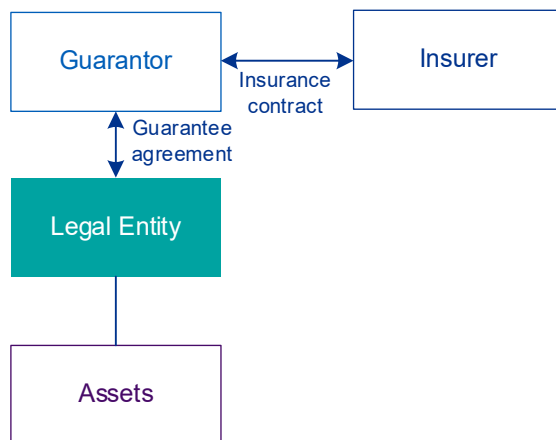 Guarantor
Insurer
Insurance
contract
Guarantee
agreement
Legal Entity
Assets